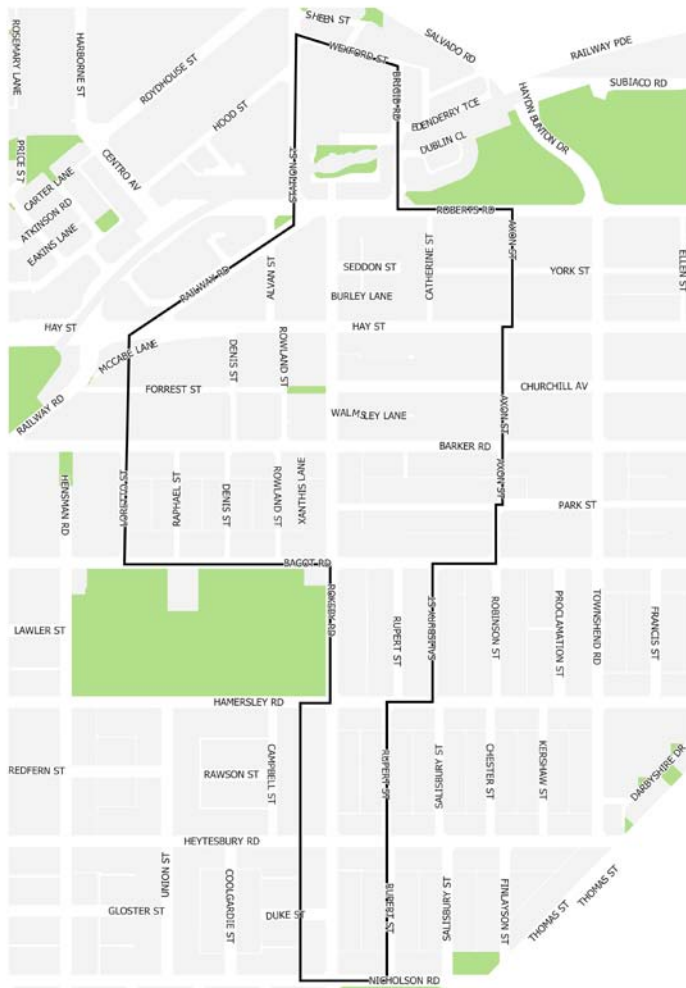 SHEEN ST
ROSEMARY LANE
HARBORNE ST
WEXFORD ST
SALVADO RD
RAILWAY PDE
ROYDHOUSE ST
BRIGID RD
SUBIACO RD
HAYDN BUNTON DR
HOOD ST
EDENDERRY TCE
DUBLIN CL
PRICE ST
CENTRO AV
STATION ST
CARTER LANE
ATKINSON RD
EAKINS LANE
ROBERTS RD
AXON ST
RAILWAY RD
ALVAN ST
SEDDON ST
CATHERINE ST
YORK ST
ELLEN ST
BURLEY LANE
HAY ST
HAY ST
MCCABE LANE
DENIS ST
ROWLAND ST
FORREST ST
CHURCHILL AV
RAILWAY RD
WALMSLEY LANE
AXON ST
BARKER RD
HENSMAN RD
LORETTO ST
RAPHAEL ST
DENIS ST
ROWLAND ST
XANTHIS LANE
AXON ST
PARK ST
BAGOT RD
ROKEBY RD
RUPERT ST
SALISBURY ST
ROBINSON ST
PROCLAMATION ST
TOWNSHEND RD
FRANCIS ST
LAWLER ST
HAMERSLEY RD
REDFERN ST
RAWSON ST
CAMPBELL ST
RUPERT ST
SALISBURY ST
CHESTER ST
KERSHAW ST
DARBYSHIRE DR
HEYTESBURY RD
UNION ST
COOLGARDIE ST
GLOSTER ST
DUKE ST
RUPERT ST
SALISBURY ST
FINLAYSON ST
THOMAS ST
THOMAS ST
NICHOLSON RD